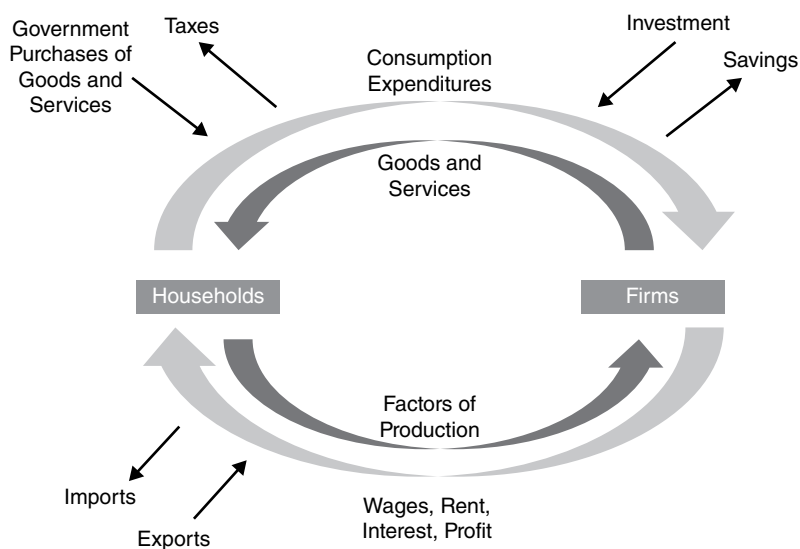 Government
Purchases of
Goods and
Services
Taxes
Consumption
Expenditures
Investment
Savings
Goods and
Services
Households
Firms
Factors of
Production
Imports
Exports
Wages, Rent,
Interest, Profit